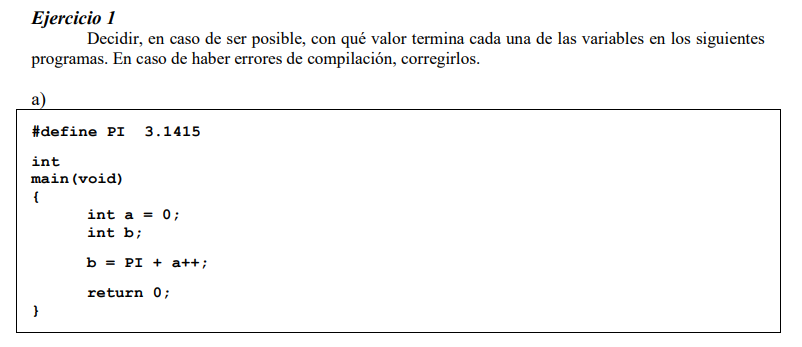 Ejercicio 1
Decidir, en caso de ser posible, con qué valor termina cada una de las variables en los siguientes
programas. En caso de haber errores de compilación, corregirlos.
a)
#define PI  3.1415
int
main(void)
{
int a = 0;
int b;
b = PI + a++;
return 0;
}